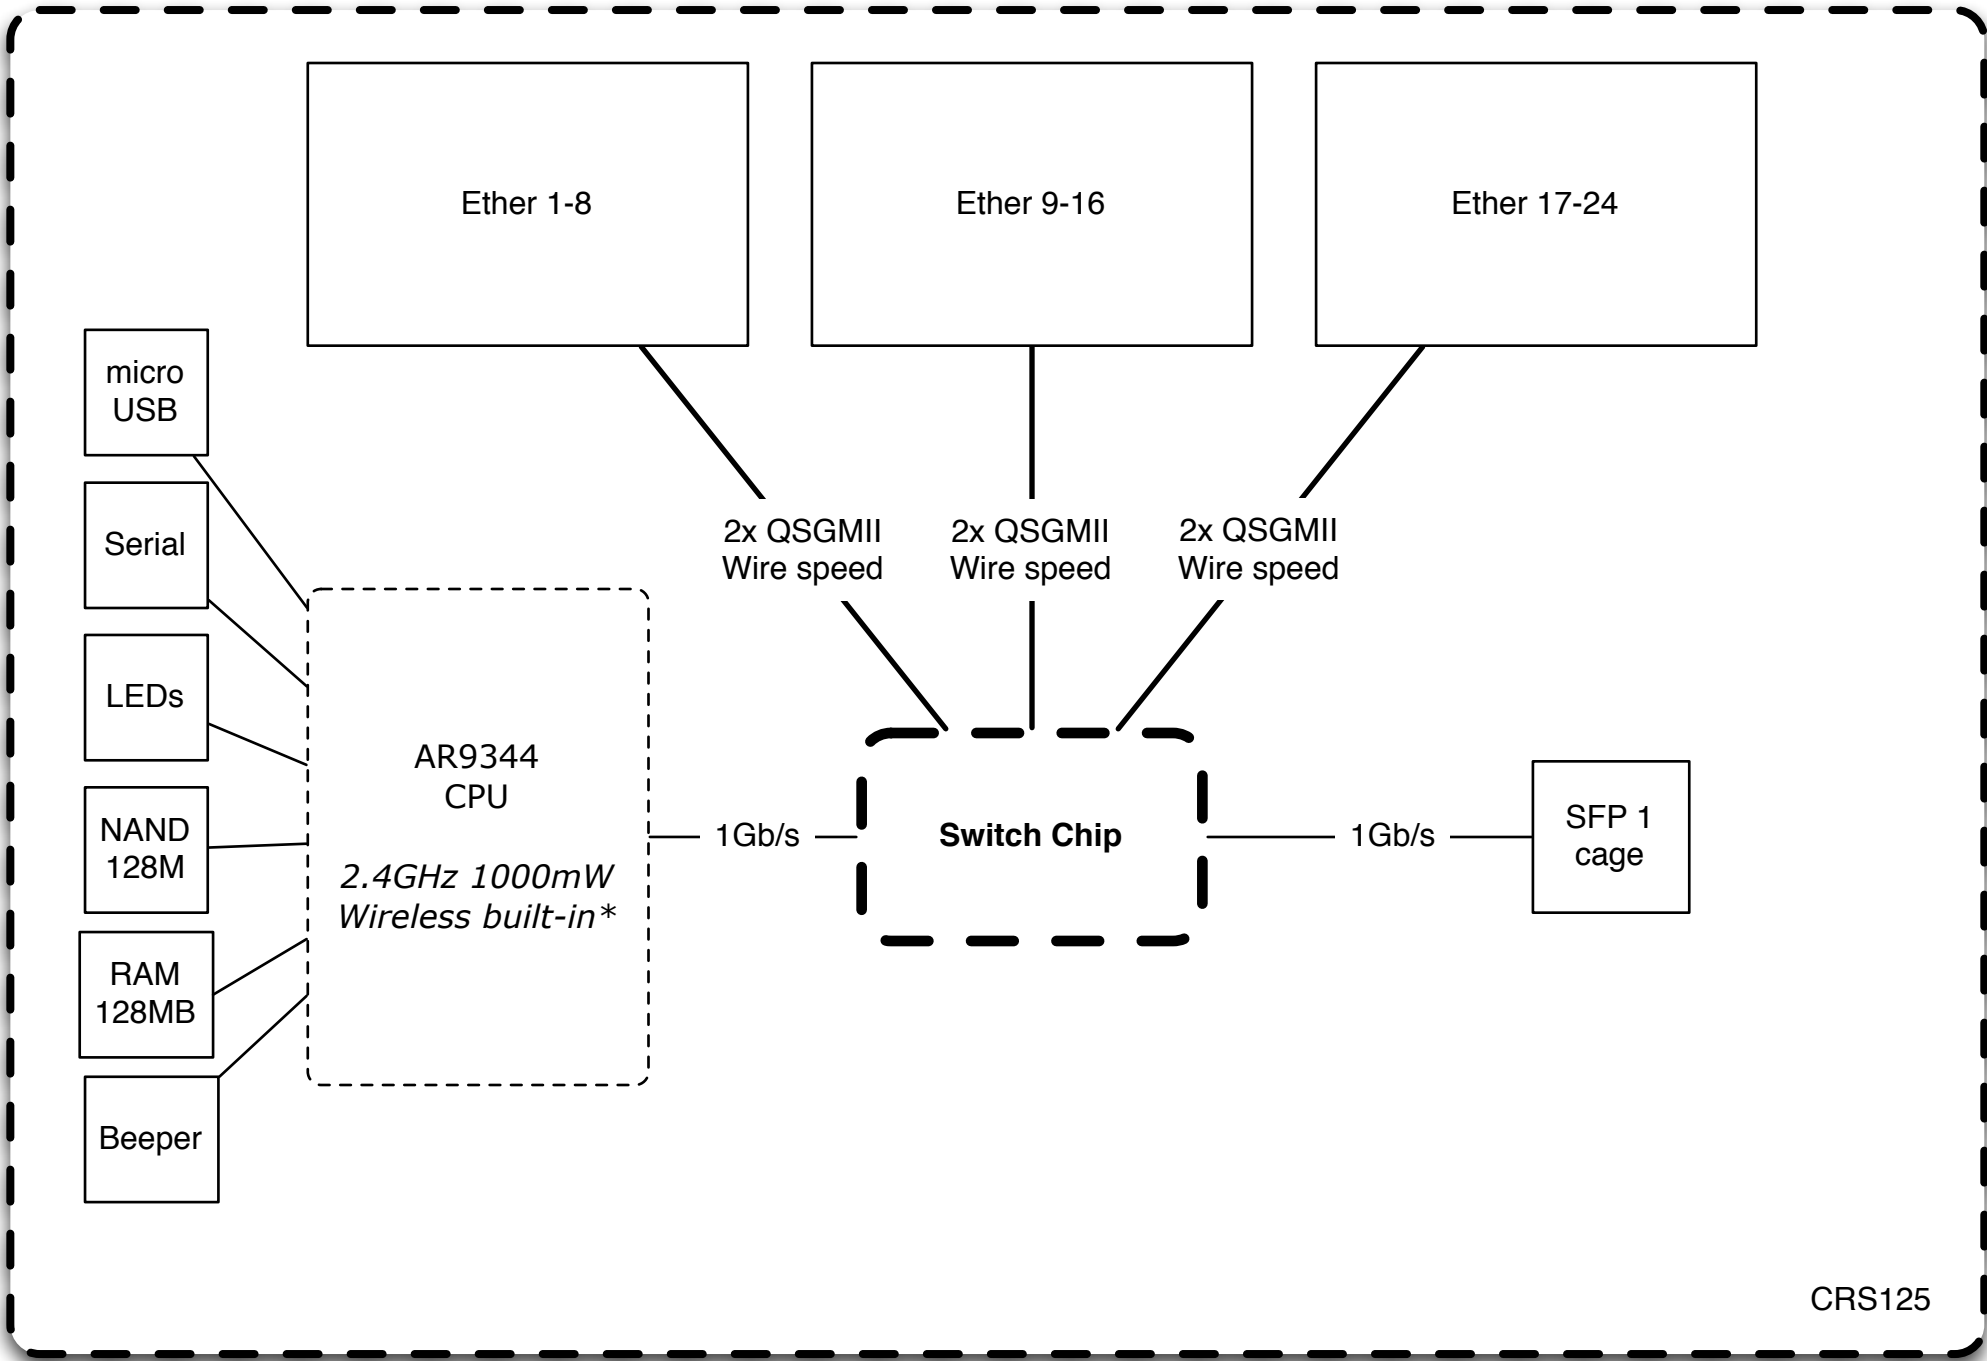 Ether 1-8
Ether 9-16
Ether 17-24
micro
USB
Serial
LEDs
NAND
128M
RAM
128MB
Beeper
2x QSGMII
Wire speed
2x QSGMII
Wire speed
2x QSGMII
Wire speed
AR9344
CPU
2.4GHz 1000mW
Wireless built-in*
1Gb/s
Switch Chip
1Gb/s
SFP 1
cage
CRS125